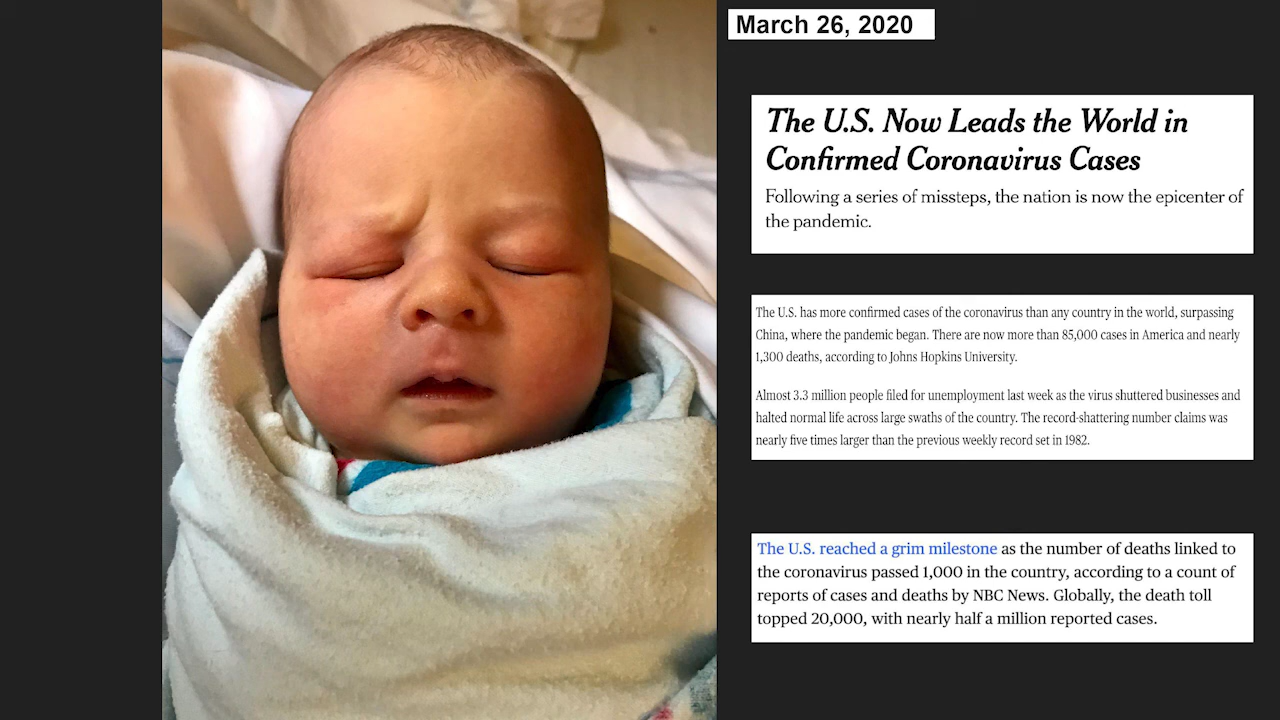 March 26, 2020
The U.S. Now Leads the World in
Confirmed Coronavirus Cases
Following a series of missteps, the nation is now the epicenter of
the pandemic.
The U.S. has more confirmed cases of the coronavirus than any country in the world, surpassing
China, where the pandemic began. There are now more than 85,000 cases in America and nearly
1,300 deaths, according to Johns Hopkins University.
Almost 3.3 million people filed for unemployment last week as the virus shuttered businesses and
halted normal life across large swaths of the country. The record-shattering number claims was
nearly five times larger than the previous weekly record set in 1982.
The U.S. reached a grim milestone as the number of deaths linked to
the coronavirus passed 1,000 in the country, according to a count of
reports of cases and deaths by NBC News. Globally, the death toll
topped 20,000, with nearly half a million reported cases.